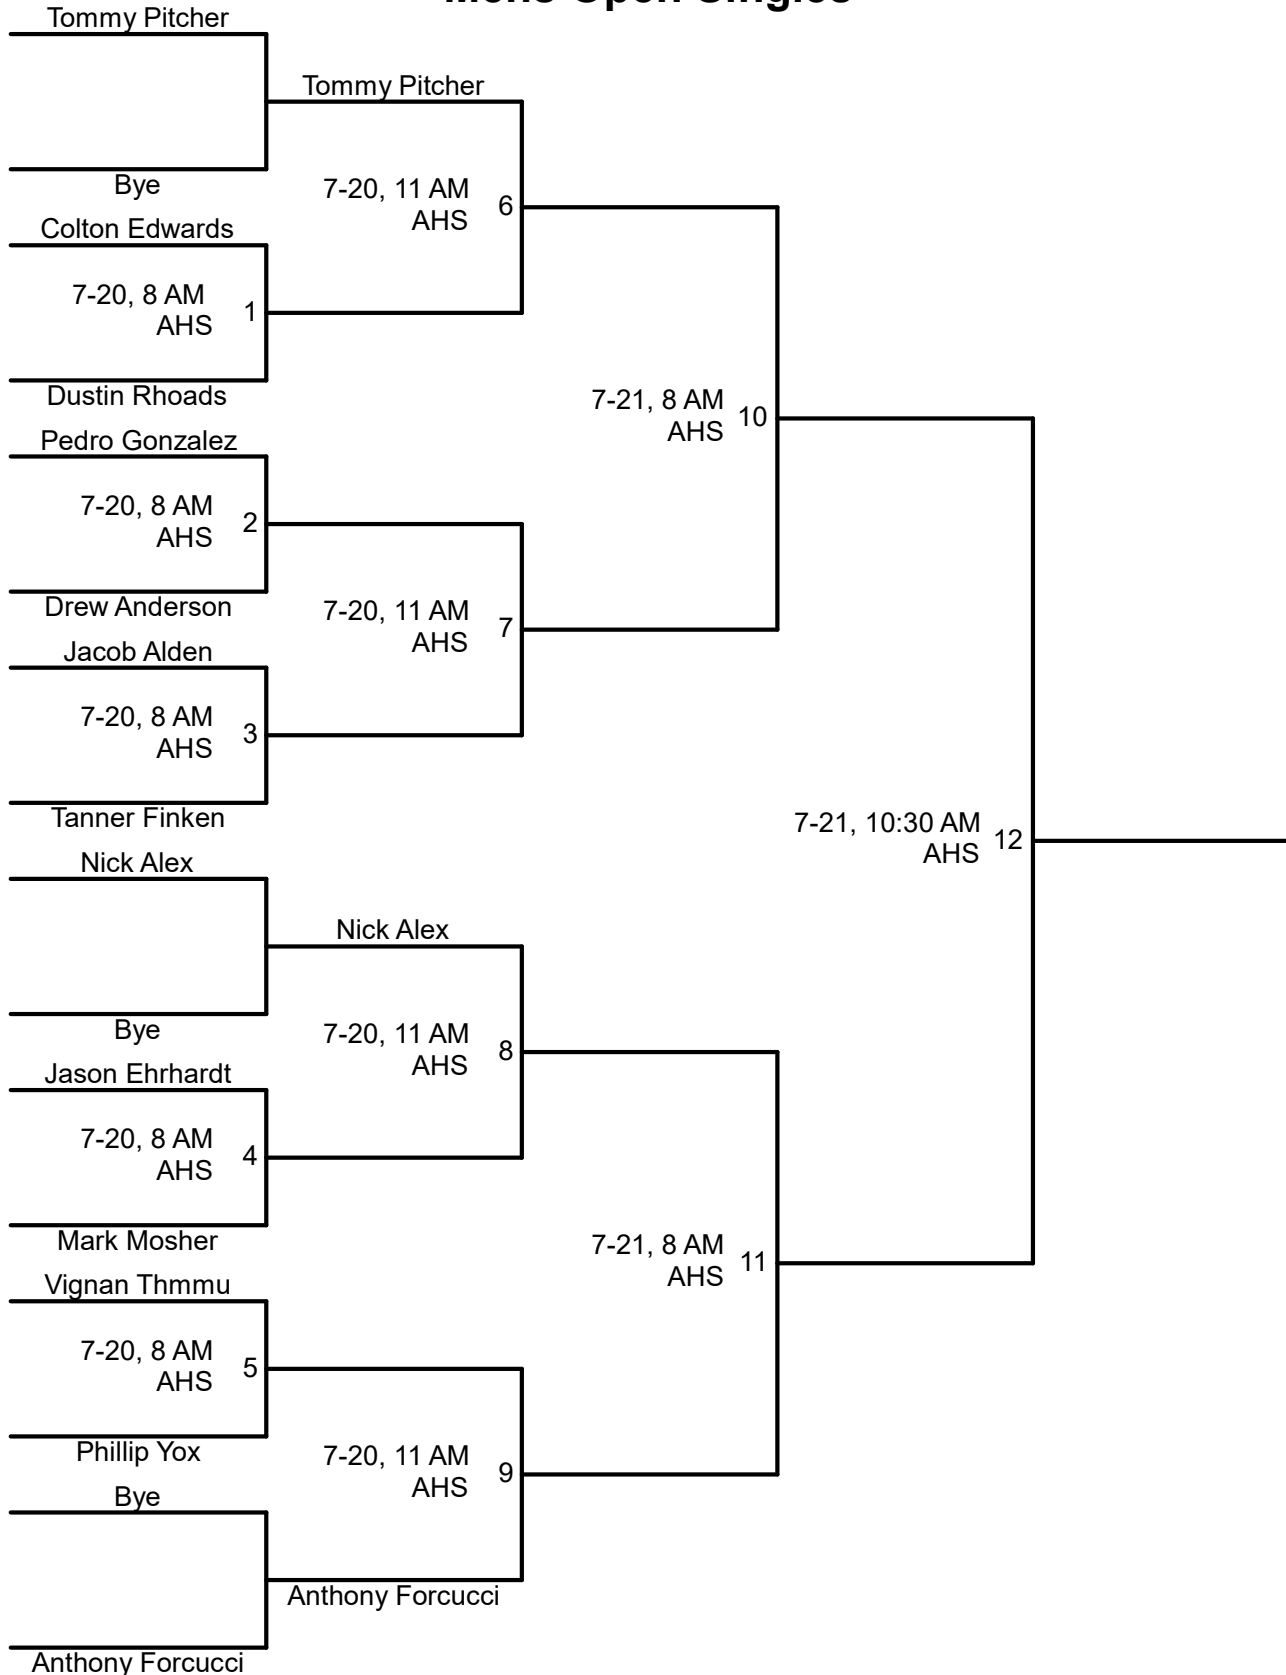 Mens Open Singles
Tommy Pitcher
Tommy Pitcher
Bye
7-20, 11 AM
AHS
6
Colton Edwards
7-20, 8 AM
AHS
1
Dustin Rhoads
7-21, 8 AM
AHS
10
Pedro Gonzalez
7-20, 8 AM
AHS
2
Drew Anderson
7-20, 11 AM
AHS
7
Jacob Alden
7-20, 8 AM
AHS
3
Tanner Finken
7-21, 10:30 AM
AHS
12
Nick Alex
Nick Alex
Bye
7-20, 11 AM
AHS
8
Jason Ehrhardt
7-20, 8 AM
AHS
4
Mark Mosher
7-21, 8 AM
AHS
11
Vignan Thmmu
7-20, 8 AM
AHS
5
Phillip Yox
7-20, 11 AM
AHS
9
Bye
Anthony Forcucci
Anthony Forcucci